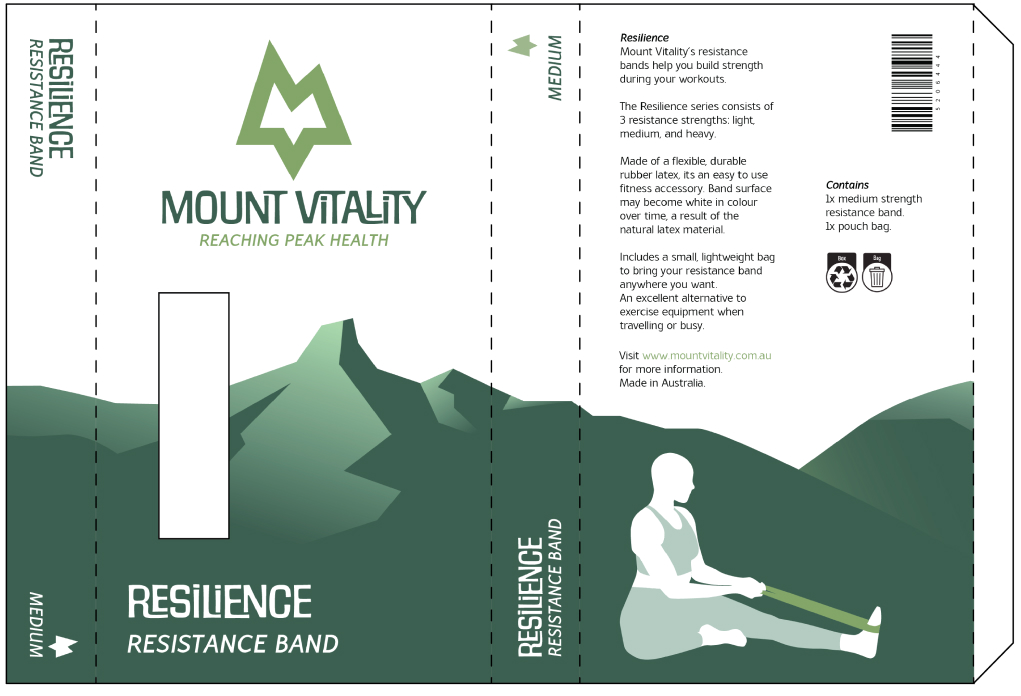 RESILIENCE
RESISTANCE BAND
MEDIUM
MOUNT VITALITY
REACHING PEAK HEALTH
RESILIENCE
RESISTANCE BAND
MEDIUM
RESILIENCE
RESISTANCE BAND
Resilience
Mount Vitality's resistance
bands help you build strength
during your workouts.
The Resilience series consists of
3 resistance strengths: light,
medium, and heavy.
Made of a flexible, durable
rubber latex, its an easy to use
fitness accessory. Band surface
may become white in colour
over time, a result of the
natural latex material.
Includes a small, lightweight bag
to bring your resistance band
anywhere you want.
An excellent alternative to
exercise equipment when
travelling or busy.
Visit www.mountvitality.com.au
for more information.
Made in Australia.
5206444
Contains
1x medium strength
resistance band.
1x pouch bag.
Box
Bag